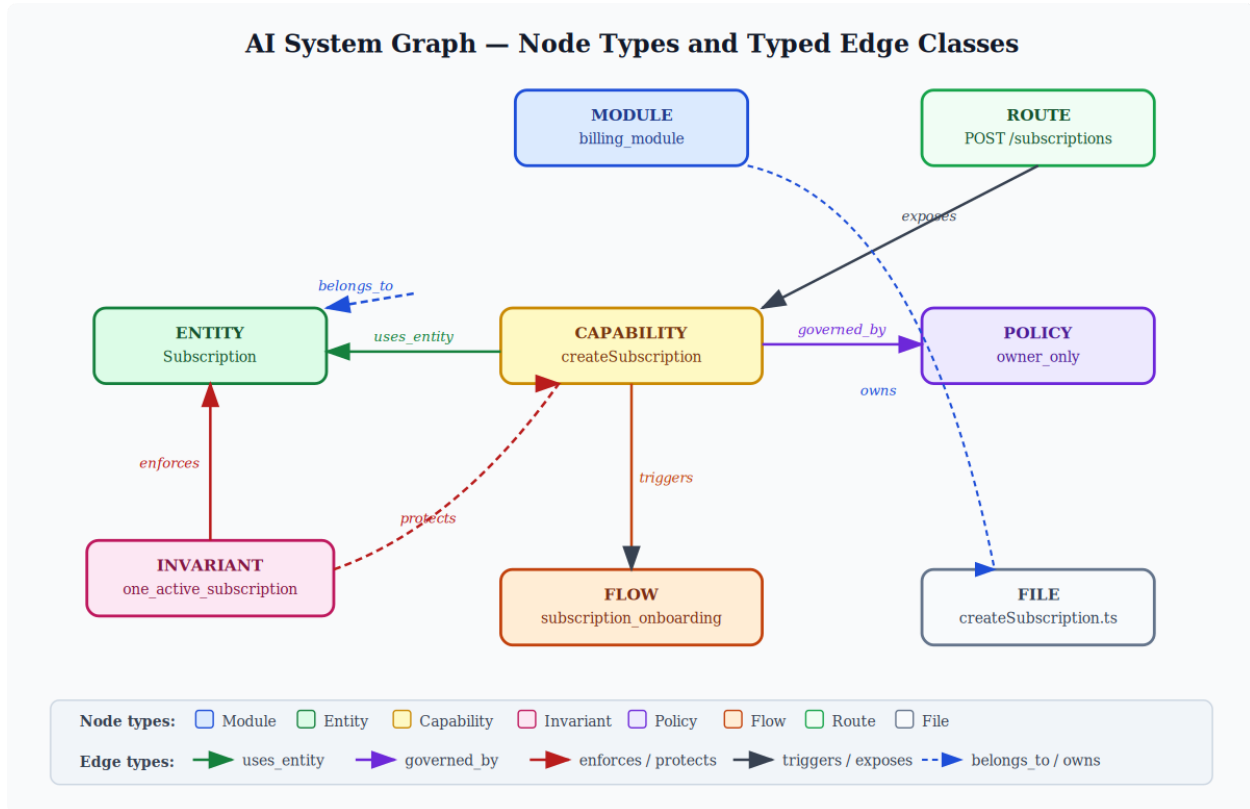 AI System Graph — Node Types and Typed Edge Classes
MODULE
billing_module
ROUTE
POST /subscriptions
exposes
belongs_to
ENTITY
Subscription
uses_entity
CAPABILITY
createSubscription
governed_by
POLICY
owner_only
owns
enforces
triggers
protects
INVARIANT
one_active_subscription
FLOW
subscription_onboarding
FILE
createSubscription.ts
Node types: Module Entity Capability Invariant Policy Flow Route File
Edge types: uses_entity governed_by enforces / protects triggers / exposes belongs_to / owns